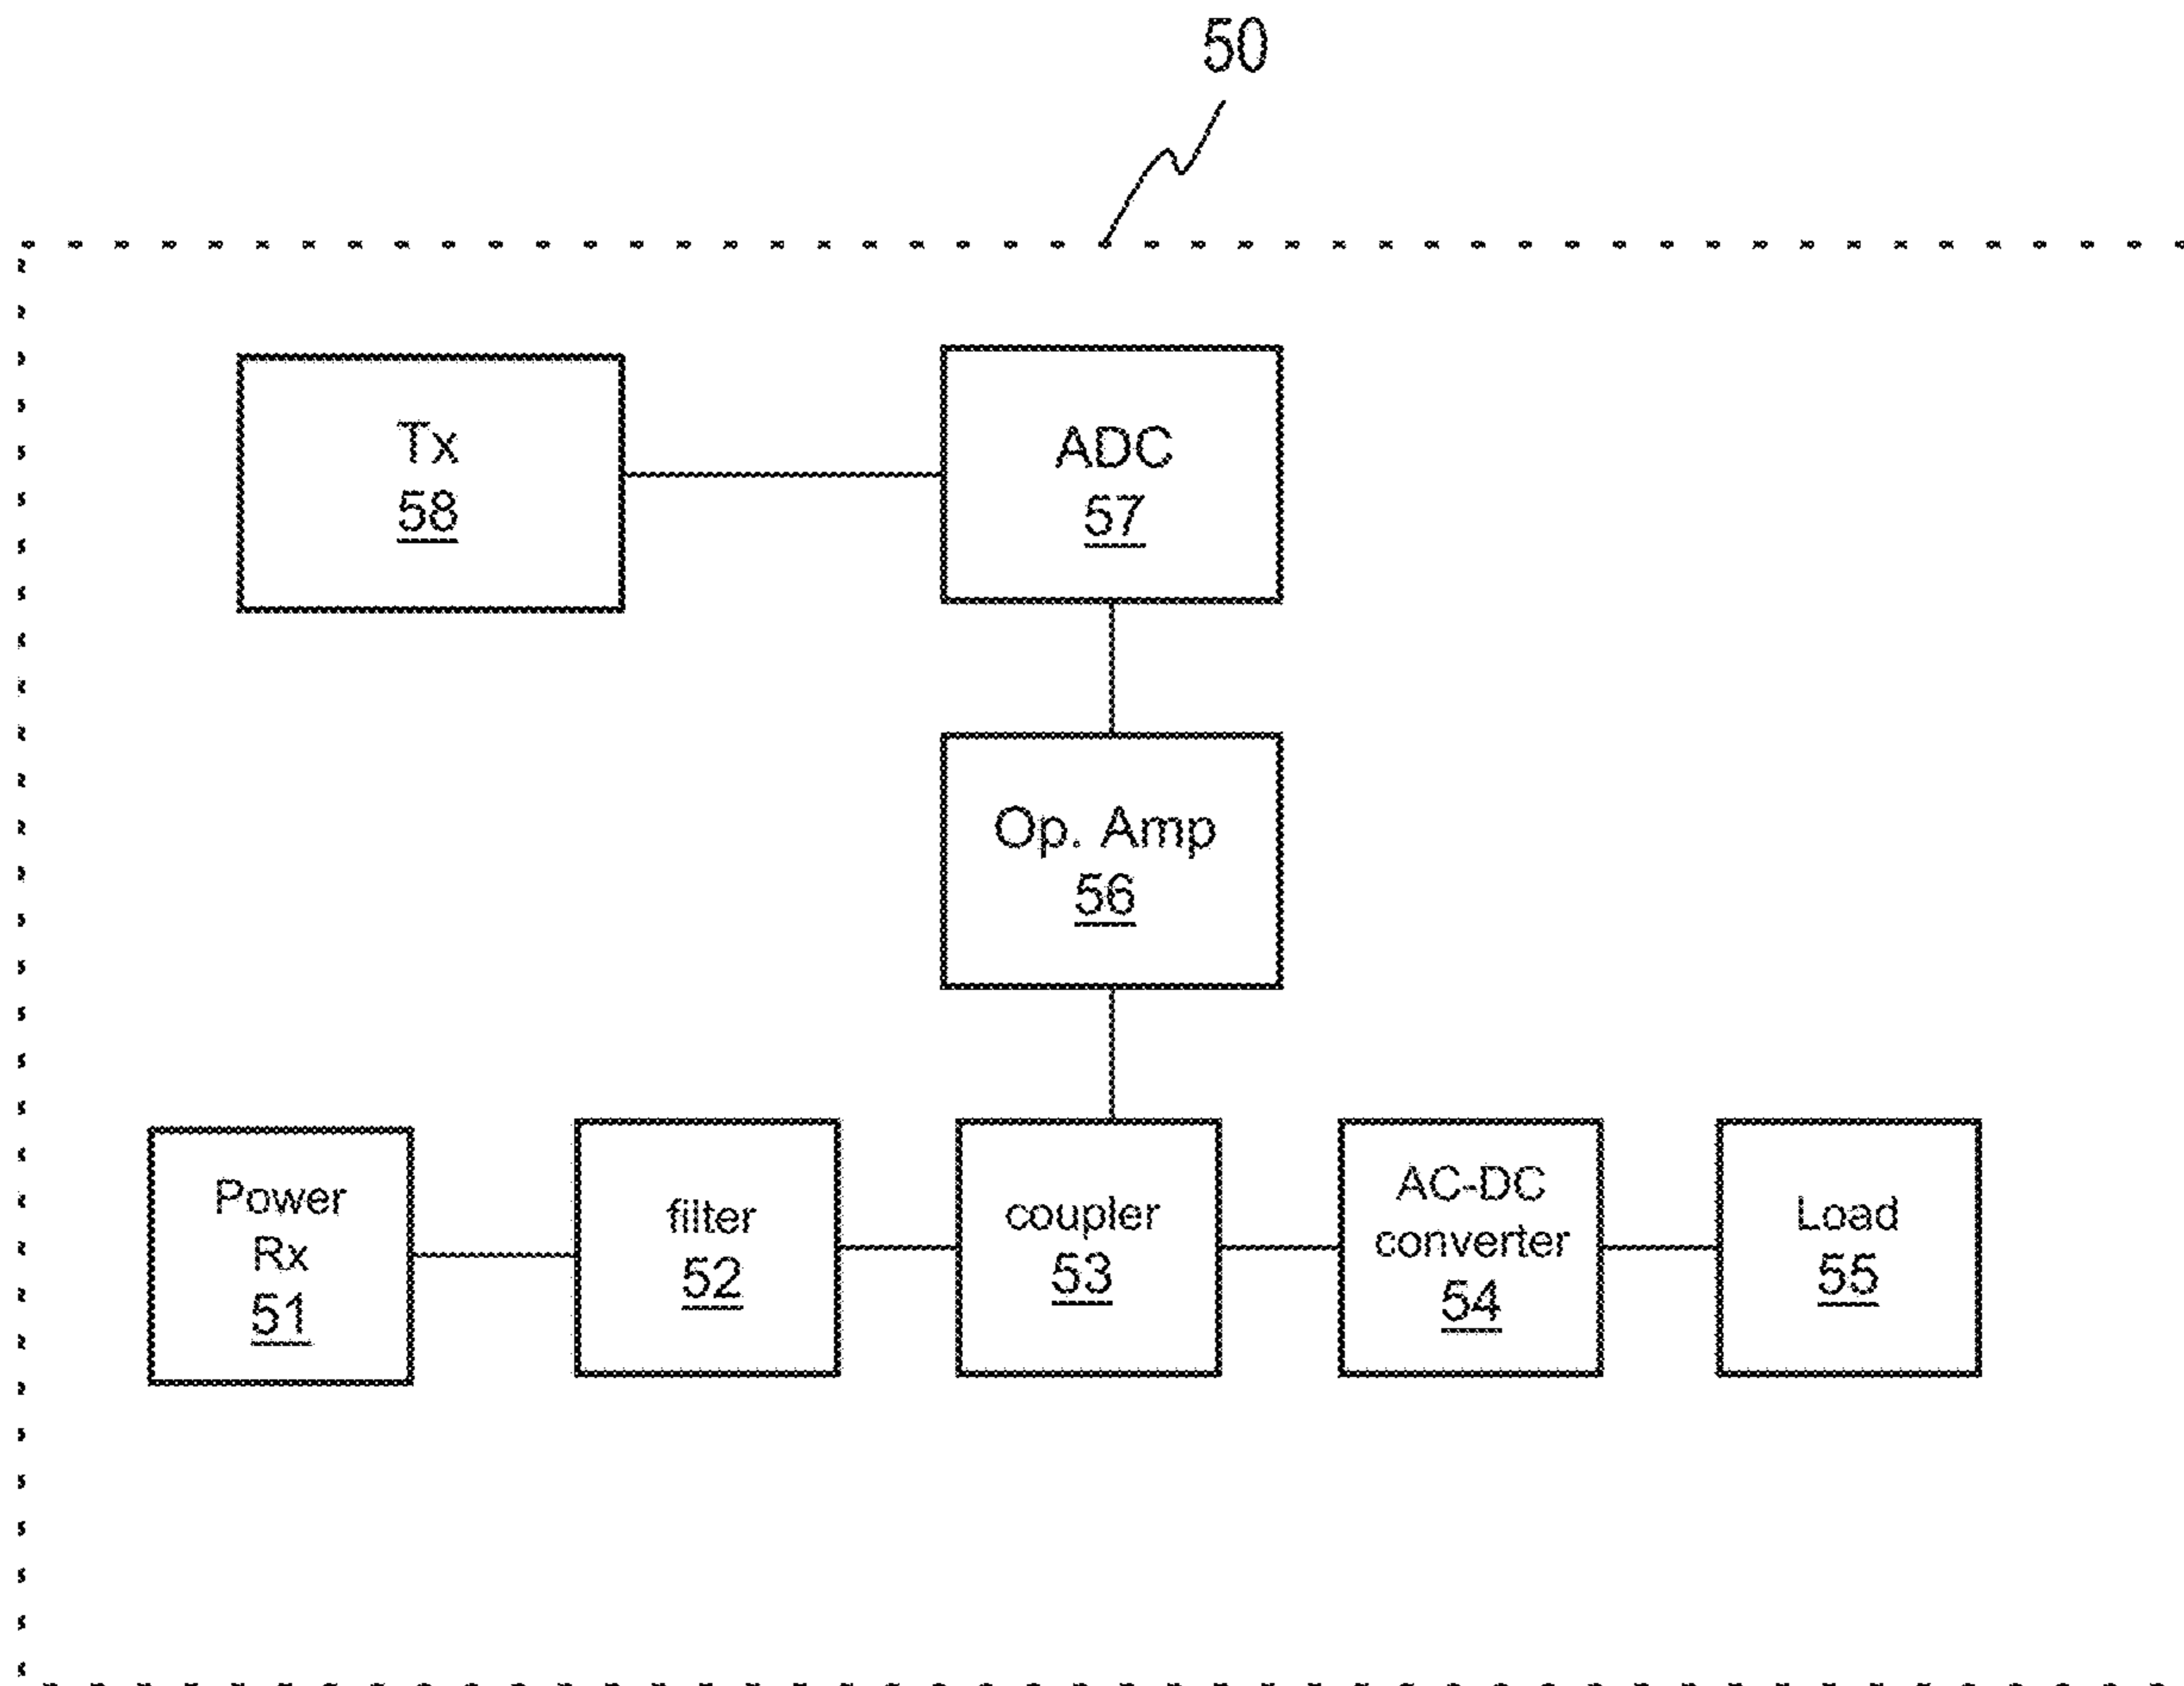 50
Tx
58
ADC
57
Op. Amp
56
Power
Rx
51
filter
52
coupler
53
AC-DC
converter
54
Load
55